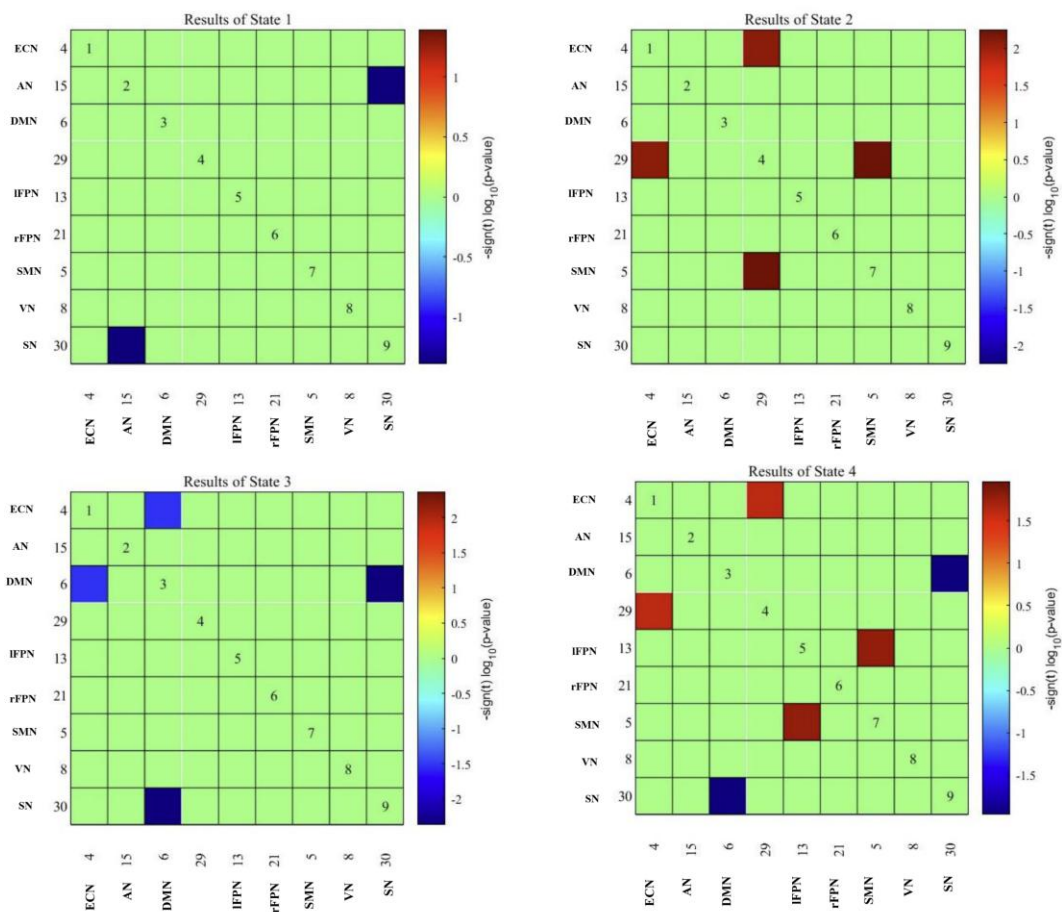 Results of State 1
ECN 4 1
AN 15 2
DMN 6 3
29 4
lFPN 13 5
rFPN 21 6
SMN 5 7
VN 8 8
SN 30 9
4 15 6 29 13 21 5 8 30
ECN AN DMN lFPN rFPN SMN VN SN
1
0.5
0
-0.5
-1
-sign(t) log10(p-value)
Results of State 2
ECN 4 1
AN 15 2
DMN 6 3
29 4
lFPN 13 5
rFPN 21 6
SMN 5 7
VN 8 8
SN 30 9
4 15 6 29 13 21 5 8 30
ECN AN DMN lFPN rFPN SMN VN SN
2
1.5
1
0.5
0
-0.5
-1
-1.5
-2
-sign(t) log10(p-value)
Results of State 3
ECN 4 1
AN 15 2
DMN 6 3
29 4
lFPN 13 5
rFPN 21 6
SMN 5 7
VN 8 8
SN 30 9
4 15 6 29 13 21 5 8 30
ECN AN DMN lFPN rFPN SMN VN SN
2
1.5
1
0.5
0
-0.5
-1
-1.5
-2
-sign(t) log10(p-value)
Results of State 4
ECN 4 1
AN 15 2
DMN 6 3
29 4
lFPN 13 5
rFPN 21 6
SMN 5 7
VN 8 8
SN 30 9
4 15 6 29 13 21 5 8 30
ECN AN DMN lFPN rFPN SMN VN SN
1.5
1
0.5
0
-0.5
-1
-1.5
-sign(t) log10(p-value)